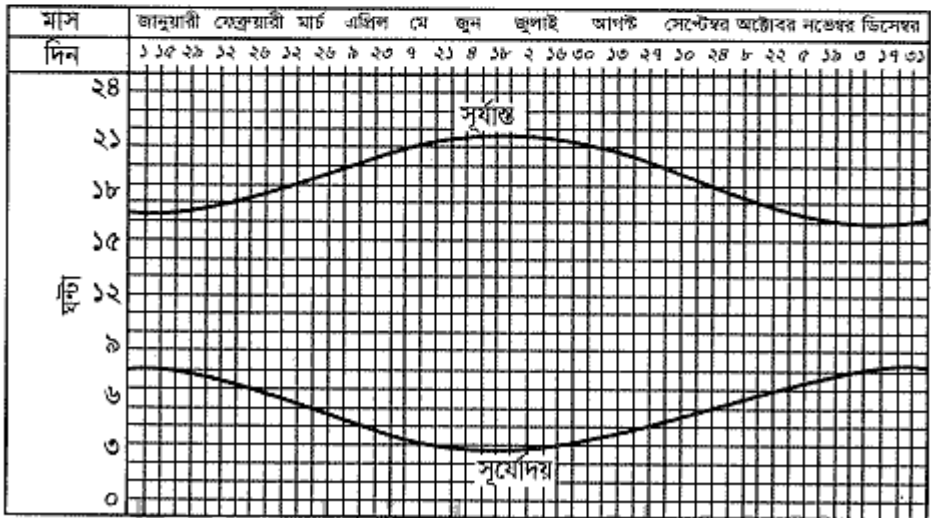 মাস জানুয়ারী ফেব্রুয়ারী মার্চ এপ্রিল মে জুন জুলাই আগস্ট সেপ্টেম্বর অক্টোবর নভেম্বর ডিসেম্বর
দিন ১ ১৫ ২৯ ১২ ২৬ ১২ ২৬ ৯ ২৩ ৭ ২১ ৪ ১৮ ২ ১৬ ৩০ ১৩ ২৭ ১০ ২৪ ৮ ২২ ৫ ১৯ ৩ ১৭ ৩১
২৪
সূর্যাস্ত
২১
১৮
১৫
ঘন্টা
১২
৯
৬
৩
সূর্যোদয়
০